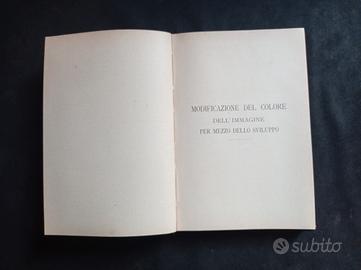 MODIFICAZIONE DEL COLORE
DELL'IMMAGINE
PER MEZZO DELLO SVILUPPO
subito